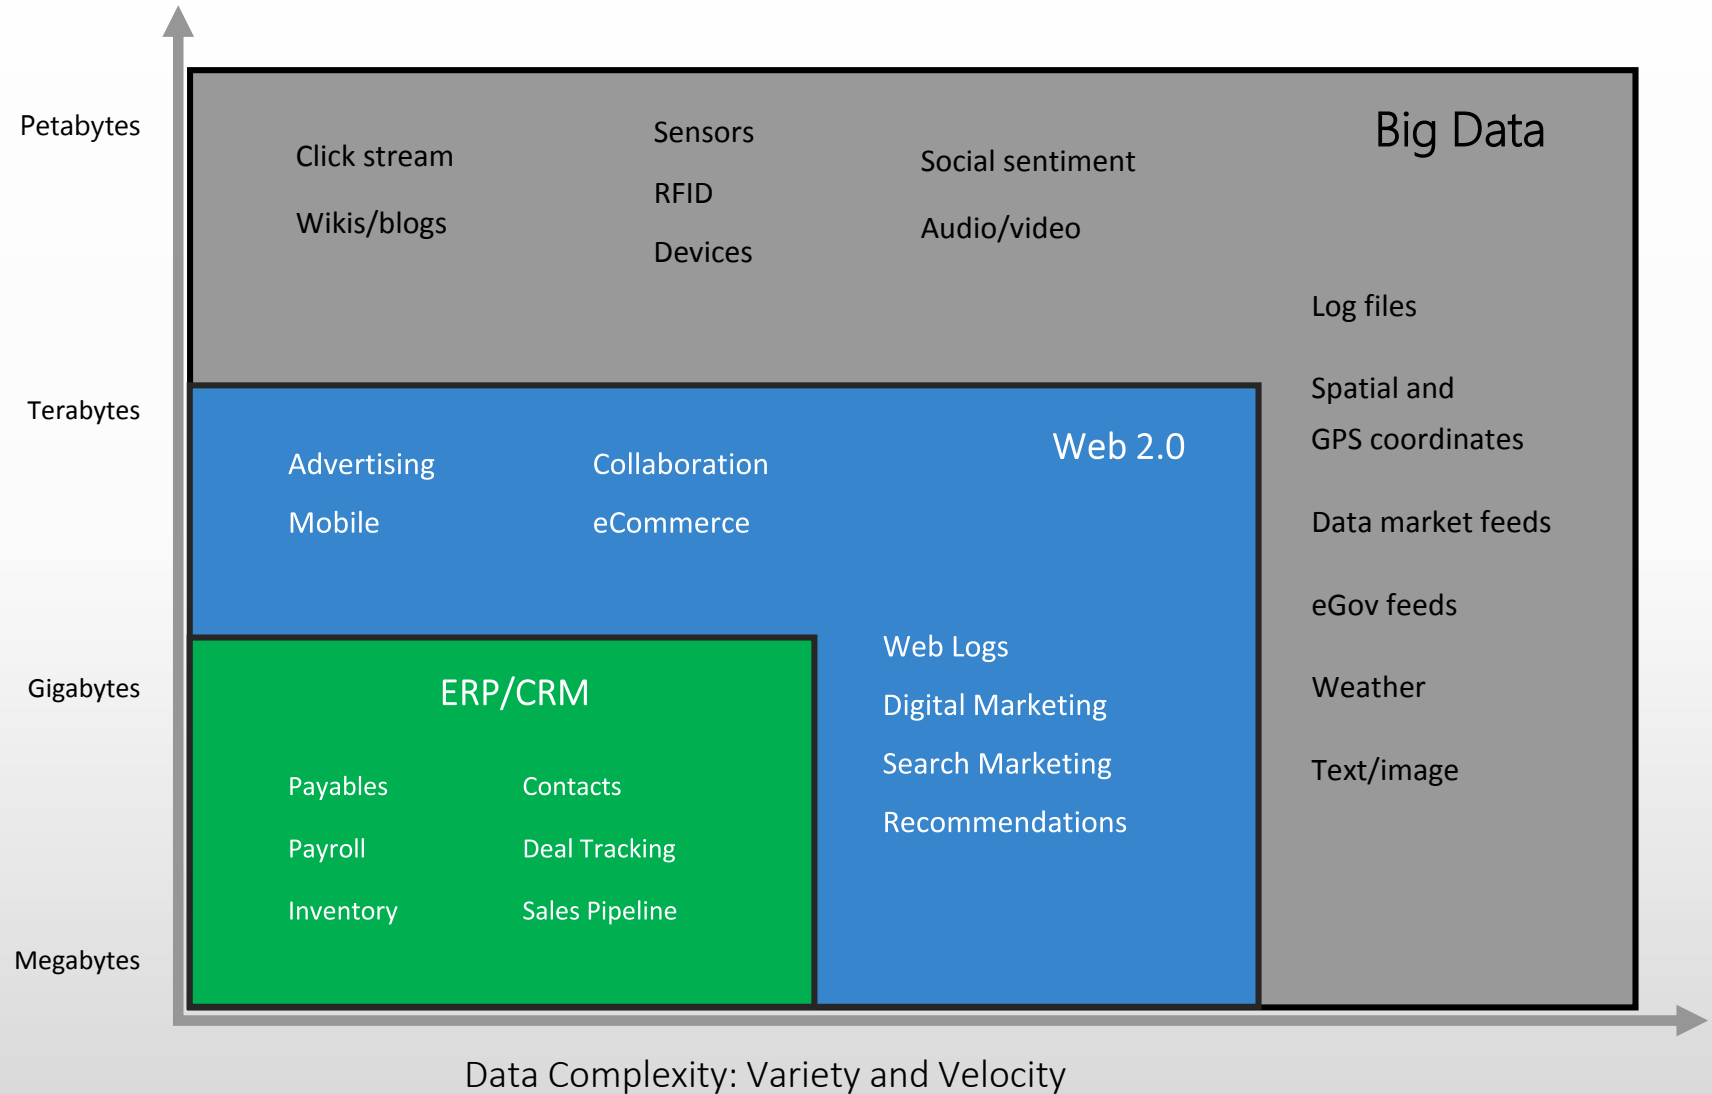 Petabytes
Terabytes
Gigabytes
Megabytes
Big Data
Click stream
Wikis/blogs
Sensors
RFID
Devices
Social sentiment
Audio/video
Log files
Spatial and
GPS coordinates
Data market feeds
eGov feeds
Weather
Text/image
Web 2.0
Advertising
Mobile
Collaboration
eCommerce
Web Logs
Digital Marketing
Search Marketing
Recommendations
ERP/CRM
Payables
Payroll
Inventory
Contacts
Deal Tracking
Sales Pipeline
Data Complexity: Variety and Velocity